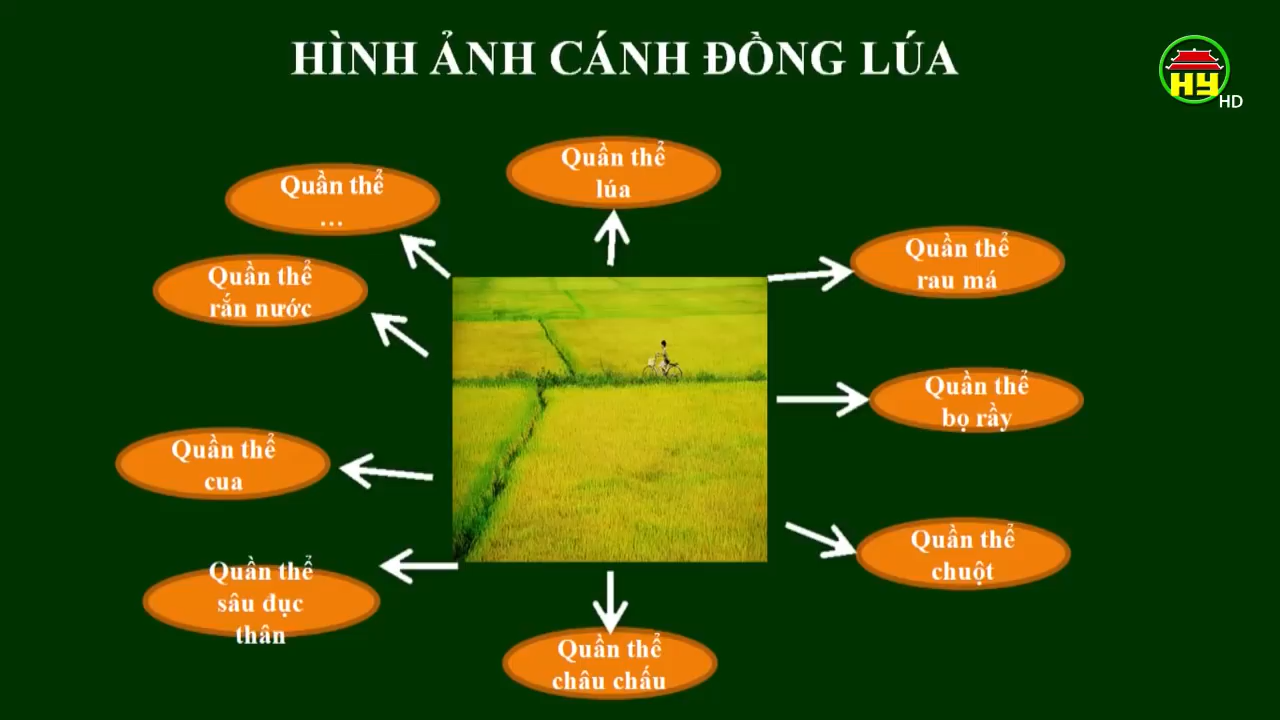 HÌNH ẢNH CÁNH ĐỒNG LÚA
HY
HD
Quần thể
lúa
Quần thể
...
Quần thể
rau má
Quần thể
rắn nước
Quần thể
bọ rầy
Quần thể
cua
Quần thể
chuột
Quần thể
sâu đục
thân
Quần thể
châu chấu